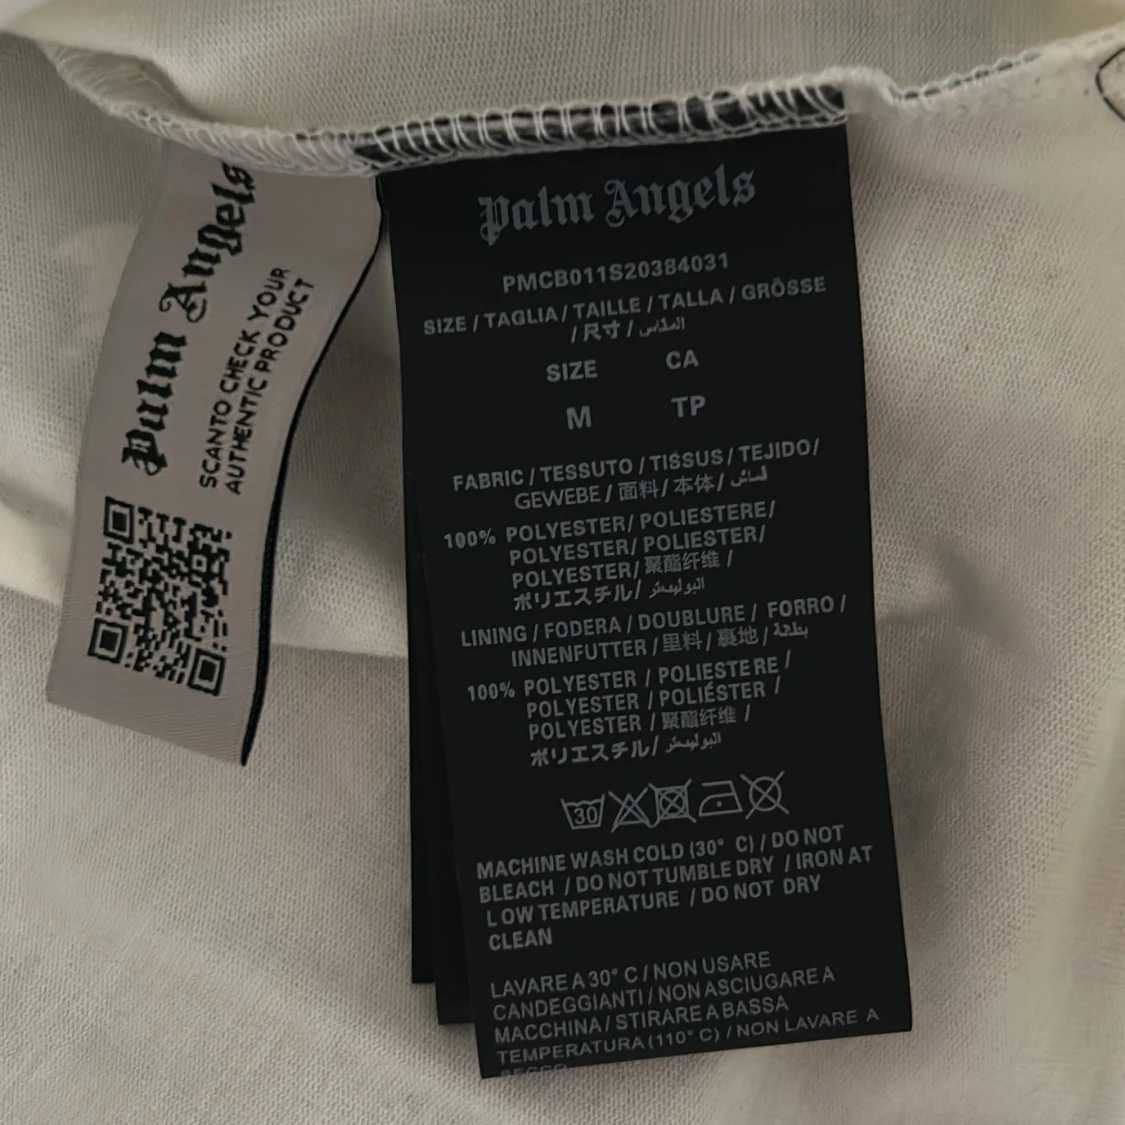 Palm Angels
SCANTO CHECK YOUR
AUTHENTIC PRODUCT
Palm Angels
PMCB011S20384031
SIZE / TAGLIA / TAILLE / TALLA / GRÖSSE
/ 尺寸 / المقاس
SIZE CA
M TP
FABRIC / TESSUTO / TISSUS / TEJIDO /
GEWEBE / 面料 / 本体 /
100% POLYESTER / POLIESTERE /
POLYESTER / POLIESTER /
POLYESTER / 聚酯纤维 /
ポリエスチル / البوليستر
LINING / FODERA / DOUBLURE / FORRO /
INNENFUTTER / 里料 / 裏地 / بطانة
100% POLYESTER / POLIESTERE /
POLYESTER / POLIÉSTER /
POLYESTER / 聚酯纤维 /
ポリエスチル / البوليستر
30
MACHINE WASH COLD (30° C) / DO NOT
BLEACH / DO NOT TUMBLE DRY / IRON AT
LOW TEMPERATURE / DO NOT DRY
CLEAN
LAVARE A 30° C / NON USARE
CANDEGGIANTI / NON ASCIUGARE A
MACCHINA / STIRARE A BASSA
TEMPERATURA (110° C) / NON LAVARE A